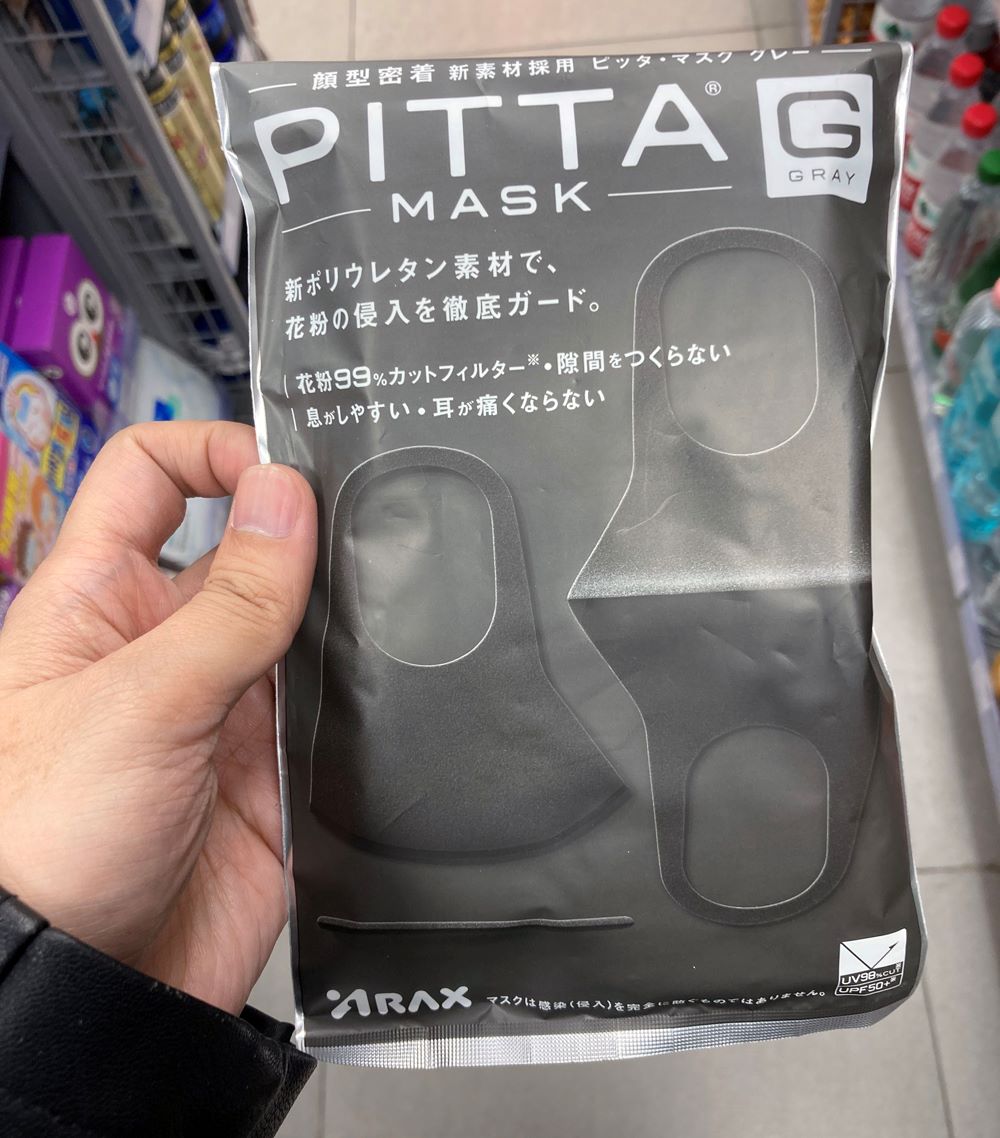 顔型密着 新素材採用 ピッタ・マスク グレー
PITTA®
MASK
G
GRAY
新ポリウレタン素材で、
花粉の侵入を徹底ガード。
花粉99%カットフィルター※・隙間をつくらない
息がしやすい・耳が痛くならない
ARAX
マスクは感染(侵入)を完全に防ぐものではありません。
UV98%CUT※
UPF50+※